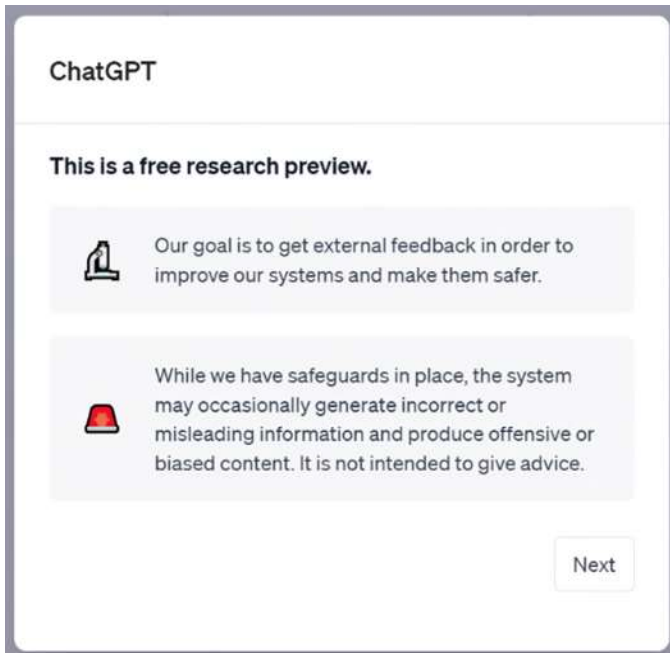 ChatGPT
This is a free research preview.
Our goal is to get external feedback in order to
improve our systems and make them safer.
While we have safeguards in place, the system
may occasionally generate incorrect or
misleading information and produce offensive or
biased content. It is not intended to give advice.
Next